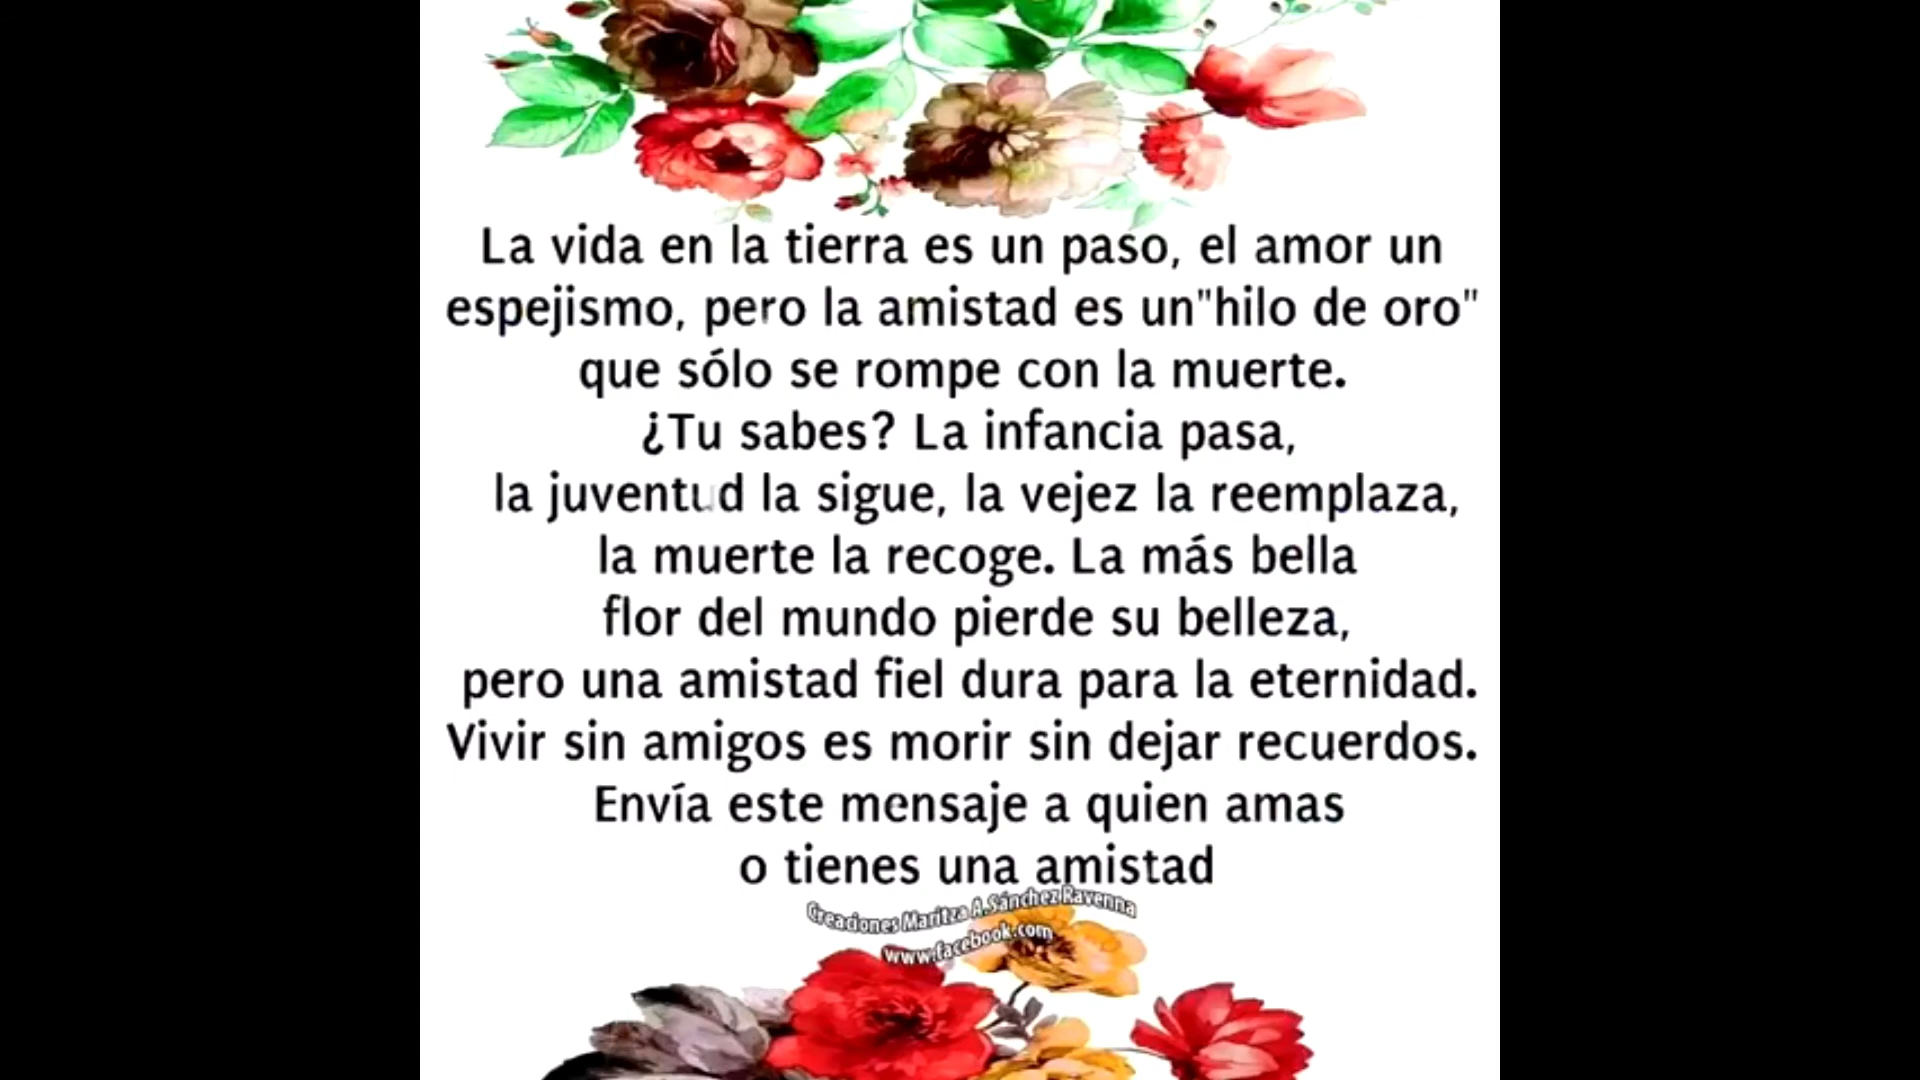 La vida en la tierra es un paso, el amor un
espejismo, pero la amistad es un"hilo de oro"
que sólo se rompe con la muerte.
¿Tu sabes? La infancia pasa,
la juventud la sigue, la vejez la reemplaza,
la muerte la recoge. La más bella
flor del mundo pierde su belleza,
pero una amistad fiel dura para la eternidad.
Vivir sin amigos es morir sin dejar recuerdos.
Envía este mensaje a quien amas
o tienes una amistad
Creaciones Maritza A.Sánchez Ravenna
www.facebook.com